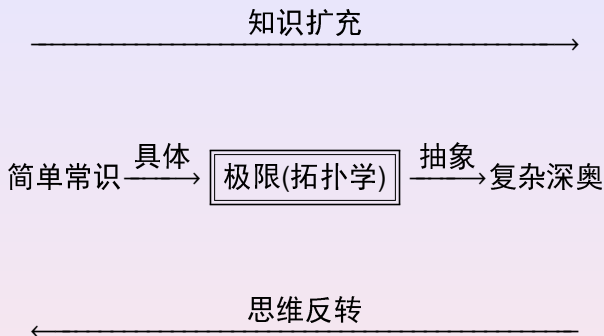 知识扩充
具体
抽象
简单常识
极限(拓扑学)
复杂深奥
思维反转